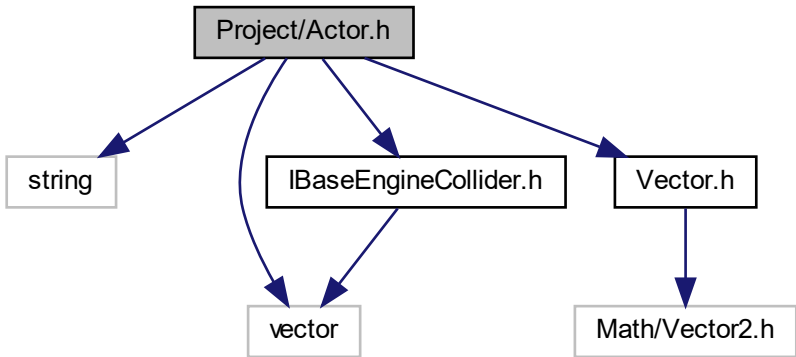 Project/Actor.h
string
IBaseEngineCollider.h
Vector.h
vector
Math/Vector2.h